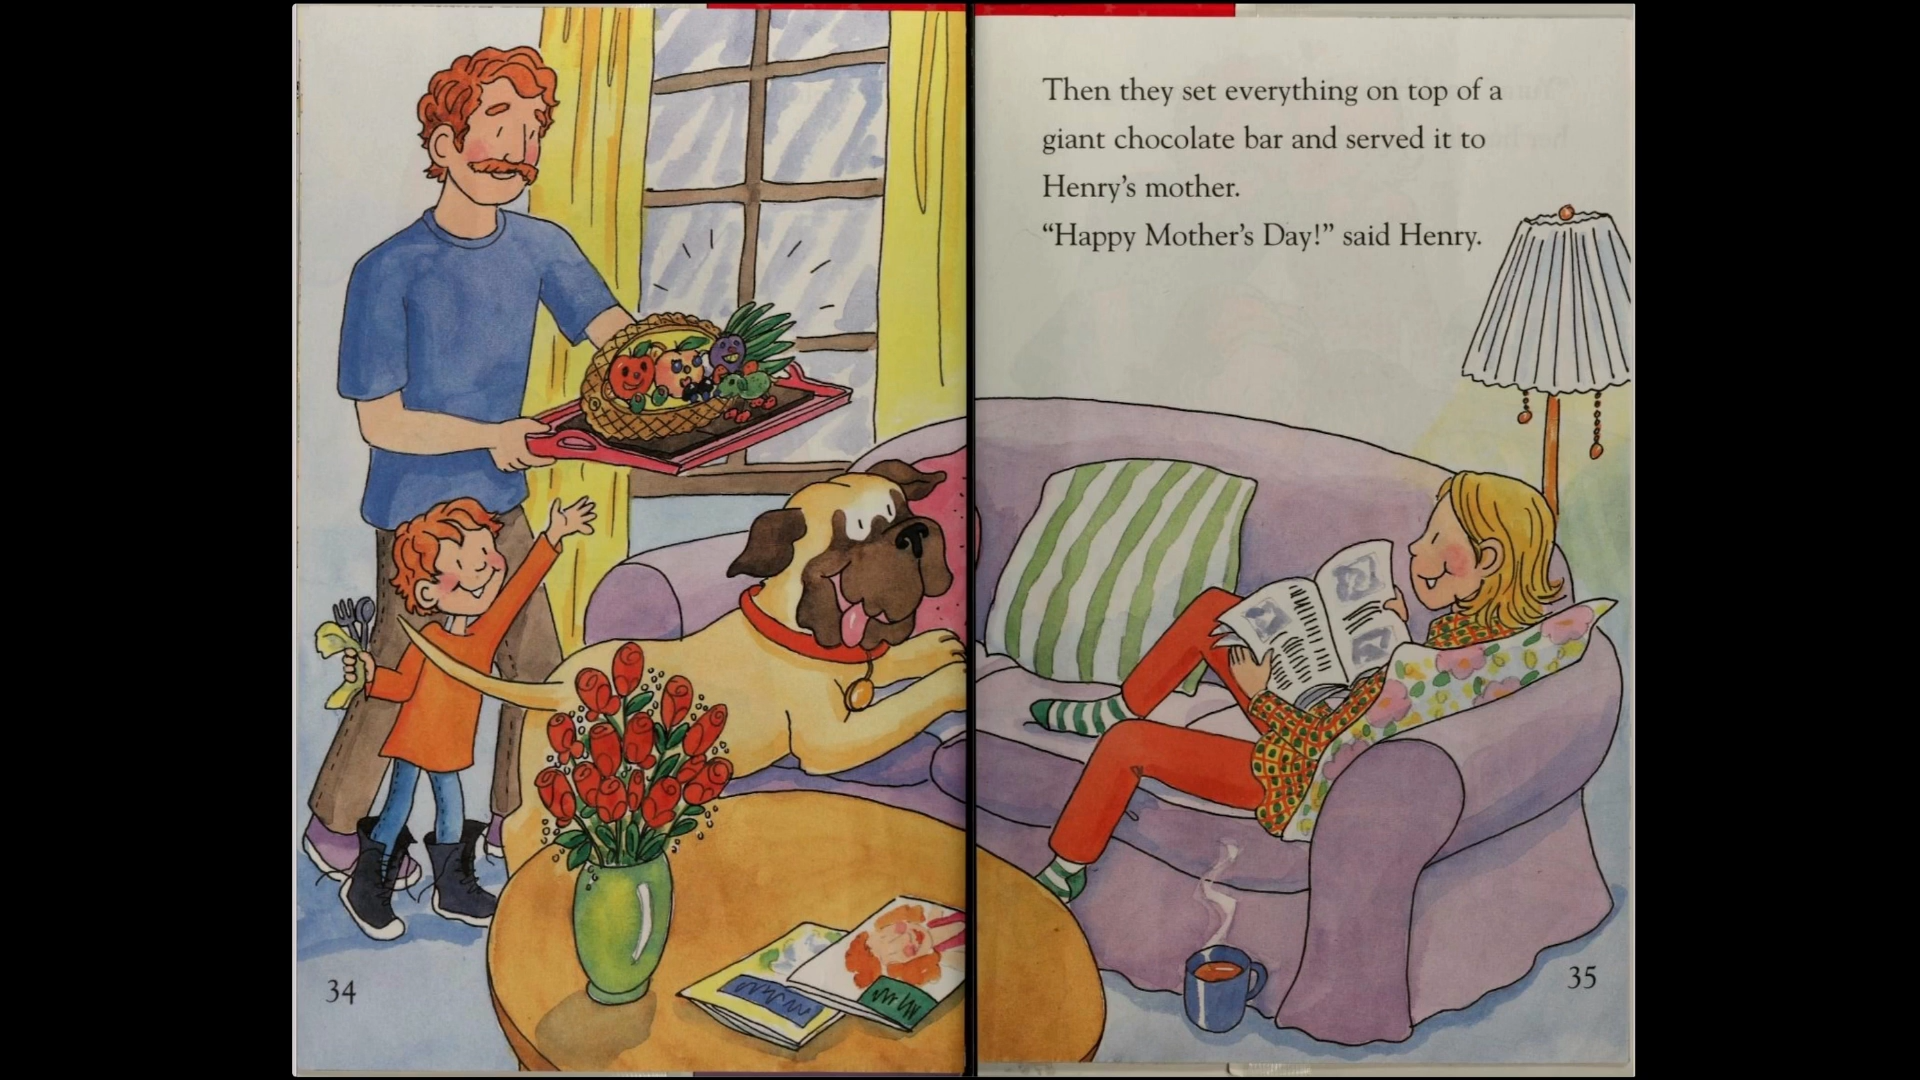 Then they set everything on top of a
giant chocolate bar and served it to
Henry's mother.
“Happy Mother's Day!” said Henry.
34
35